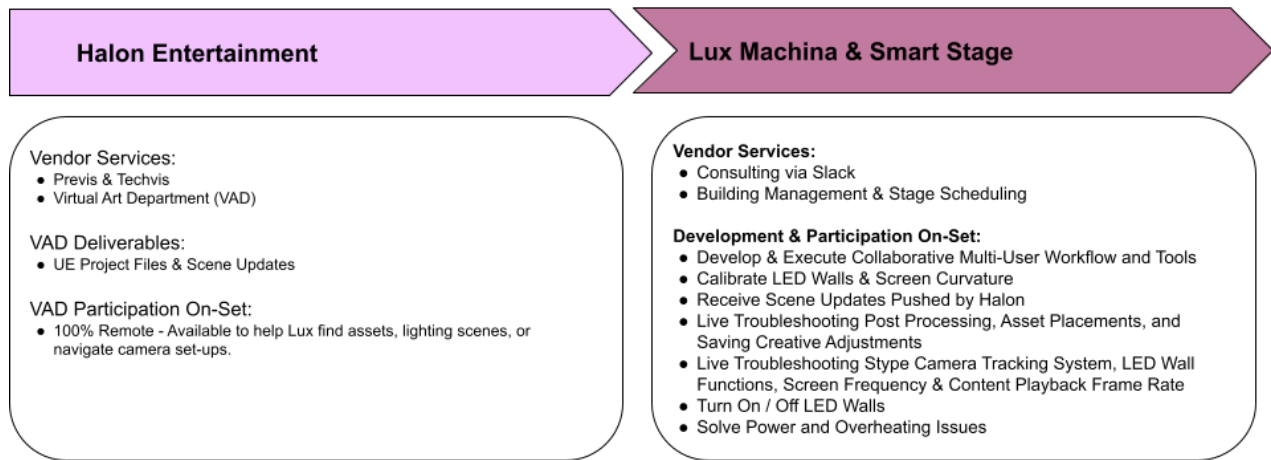 Halon Entertainment
Lux Machina & Smart Stage
Vendor Services:
● Previs & Techvis
● Virtual Art Department (VAD)
VAD Deliverables:
● UE Project Files & Scene Updates
VAD Participation On-Set:
● 100% Remote - Available to help Lux find assets, lighting scenes, or
navigate camera set-ups.
Vendor Services:
● Consulting via Slack
● Building Management & Stage Scheduling
Development & Participation On-Set:
● Develop & Execute Collaborative Multi-User Workflow and Tools
● Calibrate LED Walls & Screen Curvature
● Receive Scene Updates Pushed by Halon
● Live Troubleshooting Post Processing, Asset Placements, and
Saving Creative Adjustments
● Live Troubleshooting Stype Camera Tracking System, LED Wall
Functions, Screen Frequency & Content Playback Frame Rate
● Turn On / Off LED Walls
● Solve Power and Overheating Issues